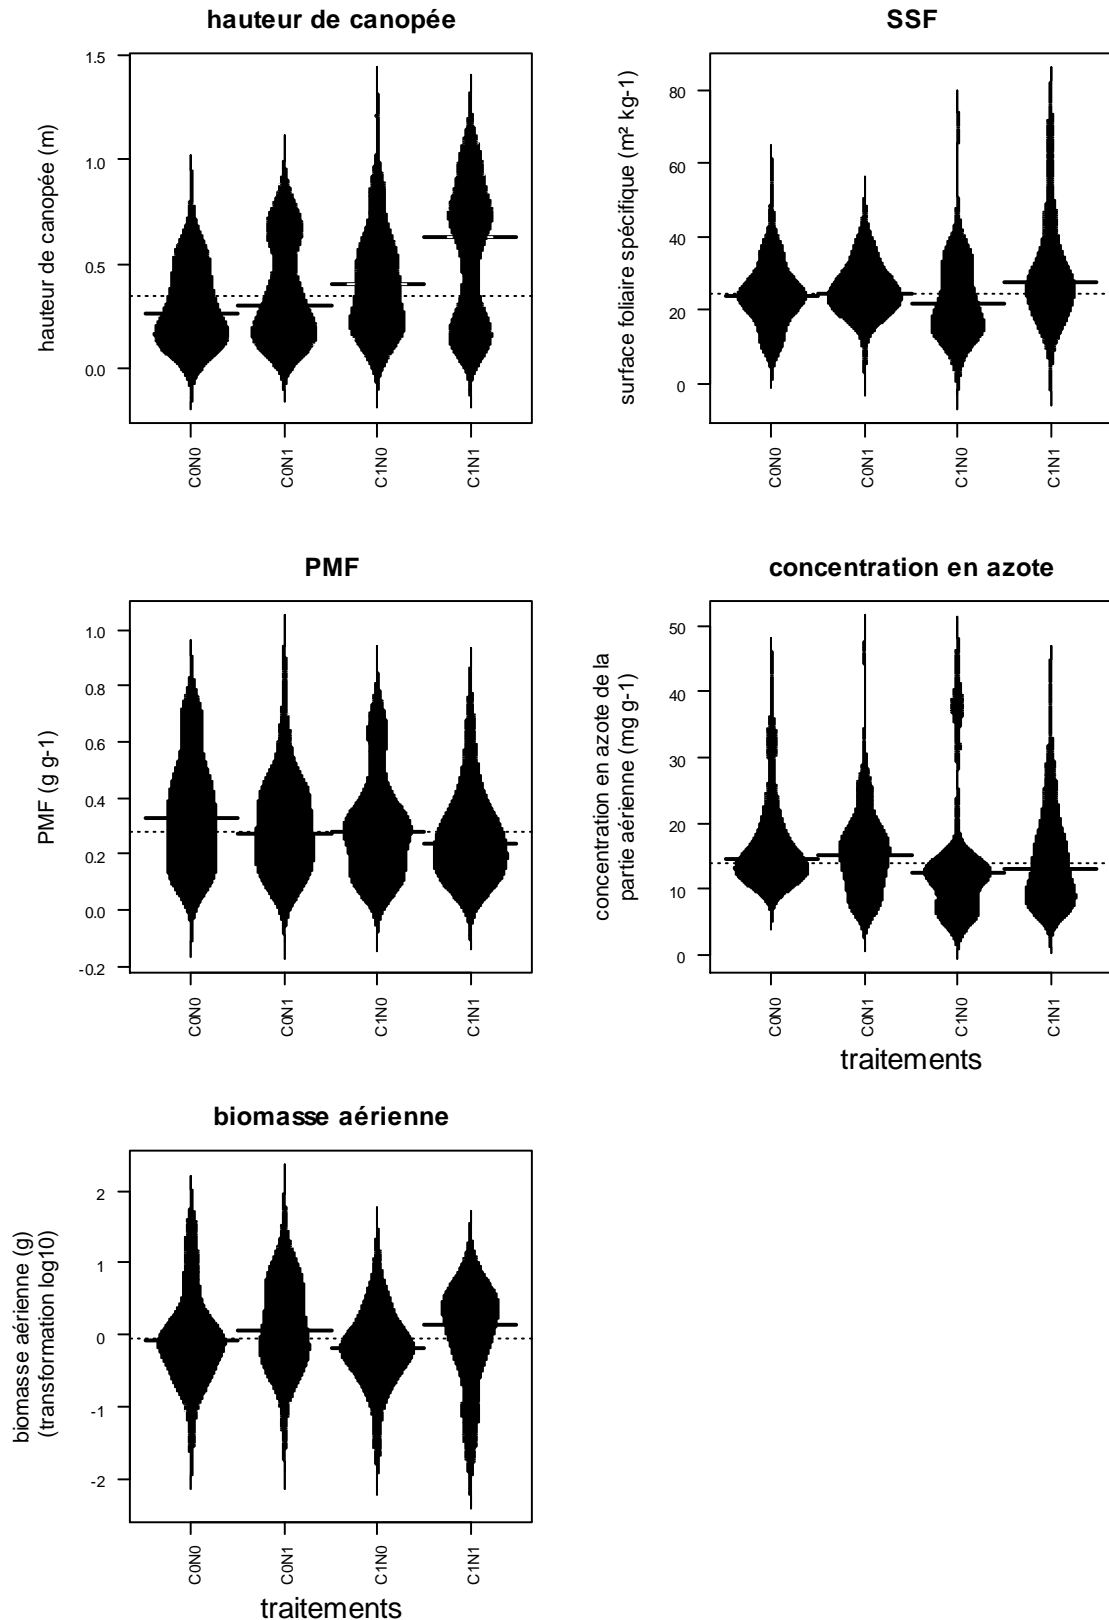 hauteur de canopée
hauteur de canopée (m)
1.5
1.0
0.5
0.0
C0N0
C0N1
C1N0
C1N1
SSF
surface foliaire spécifique (m² kg-1)
80
60
40
20
0
C0N0
C0N1
C1N0
C1N1
PMF
PMF (g g-1)
1.0
0.8
0.6
0.4
0.2
0.0
-0.2
C0N0
C0N1
C1N0
C1N1
concentration en azote
concentration en azote de la
partie aérienne (mg g-1)
50
40
30
20
10
0
C0N0
C0N1
C1N0
C1N1
traitements
biomasse aérienne
biomasse aérienne (g)
(transformation log10)
2
1
0
-1
-2
C0N0
C0N1
C1N0
C1N1
traitements